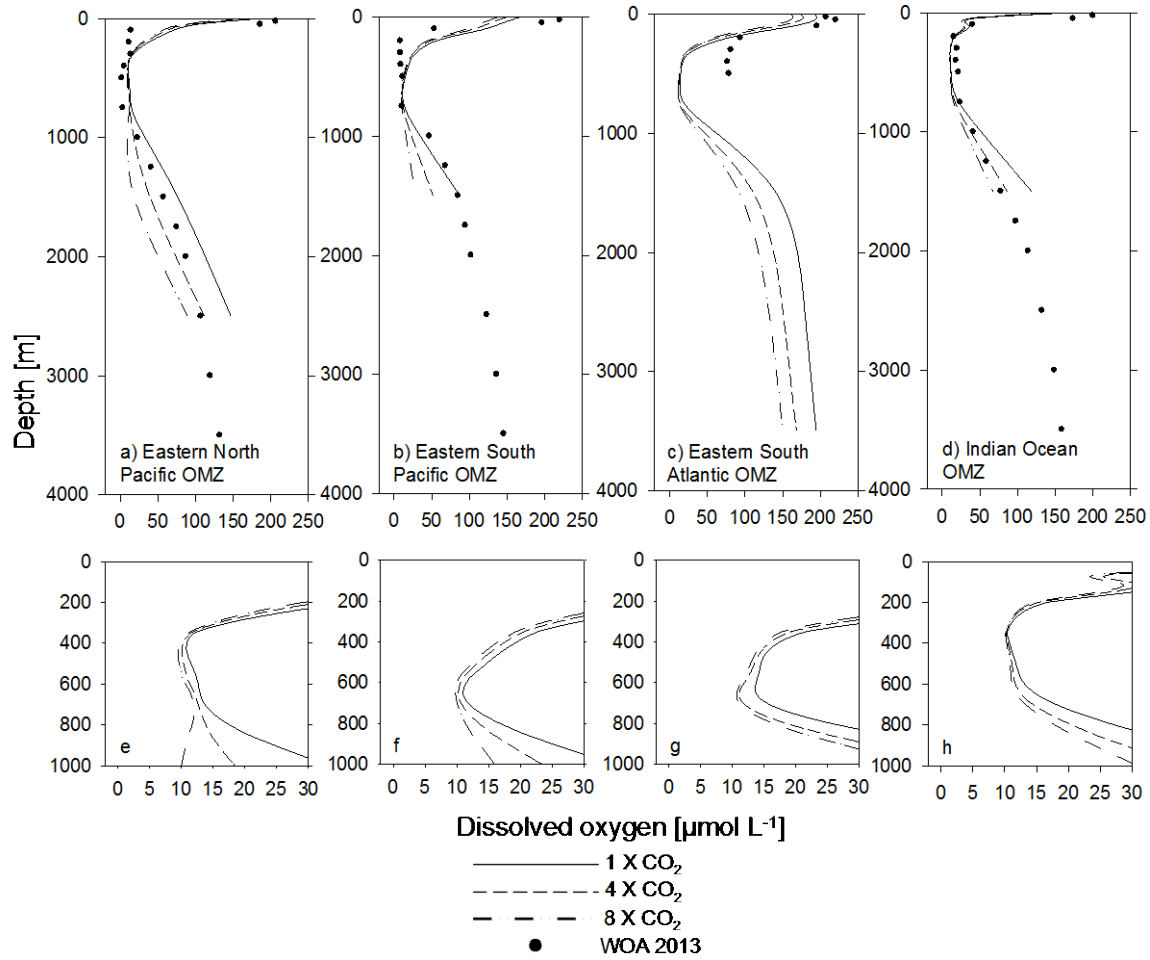 0
1000
2000
3000
4000
Depth [m]
a) Eastern North
Pacific OMZ
0 50 100 150 200 250
0
1000
2000
3000
4000
b) Eastern South
Pacific OMZ
0 50 100 150 200 250
0
1000
2000
3000
4000
c) Eastern South
Atlantic OMZ
0 50 100 150 200 250
0
1000
2000
3000
4000
d) Indian Ocean
OMZ
0 50 100 150 200 250
0
200
400
600
800
1000
e
0 5 10 15 20 25 30
0
200
400
600
800
1000
f
0 5 10 15 20 25 30
0
200
400
600
800
1000
g
0 5 10 15 20 25 30
0
200
400
600
800
1000
h
0 5 10 15 20 25 30
Dissolved oxygen [µmol L⁻¹]
1 X CO₂
4 X CO₂
8 X CO₂
WOA 2013